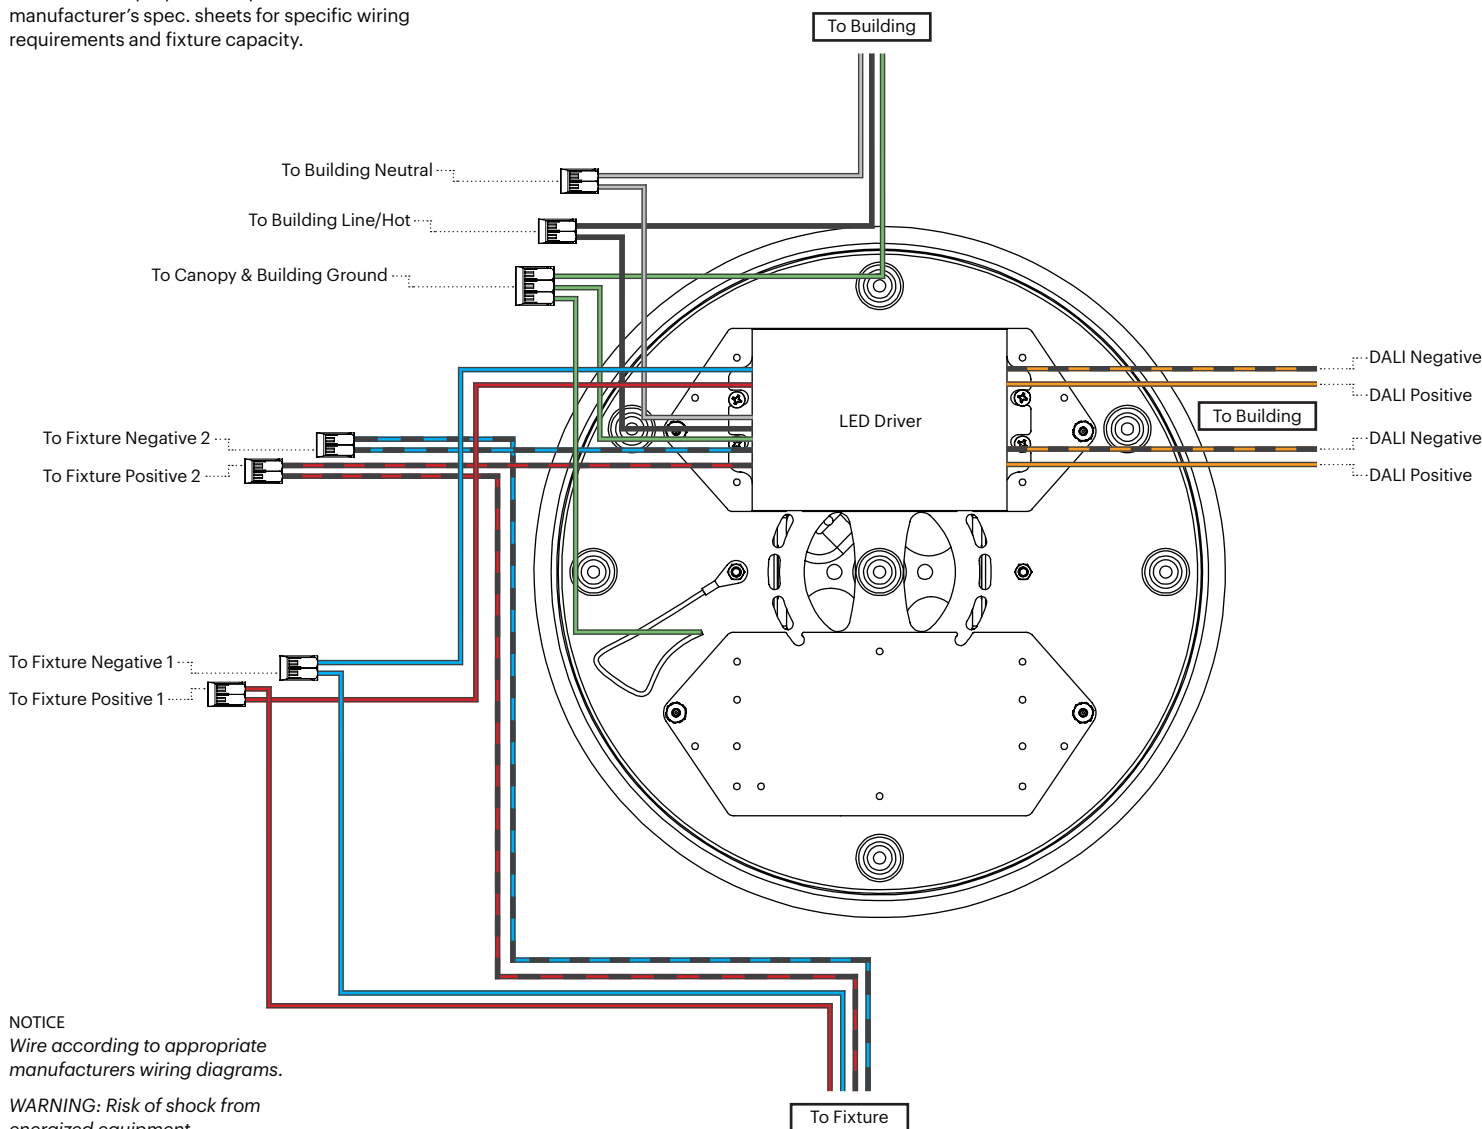 manufacturer’s spec. sheets for specific wiring
requirements and fixture capacity.
To Building
To Building Neutral
To Building Line/Hot
To Canopy & Building Ground
DALI Negative
DALI Positive
LED Driver
To Building
To Fixture Negative 2
DALI Negative
To Fixture Positive 2
DALI Positive
To Fixture Negative 1
To Fixture Positive 1
NOTICE
Wire according to appropriate
manufacturers wiring diagrams.
WARNING: Risk of shock from
energized equipment
To Fixture